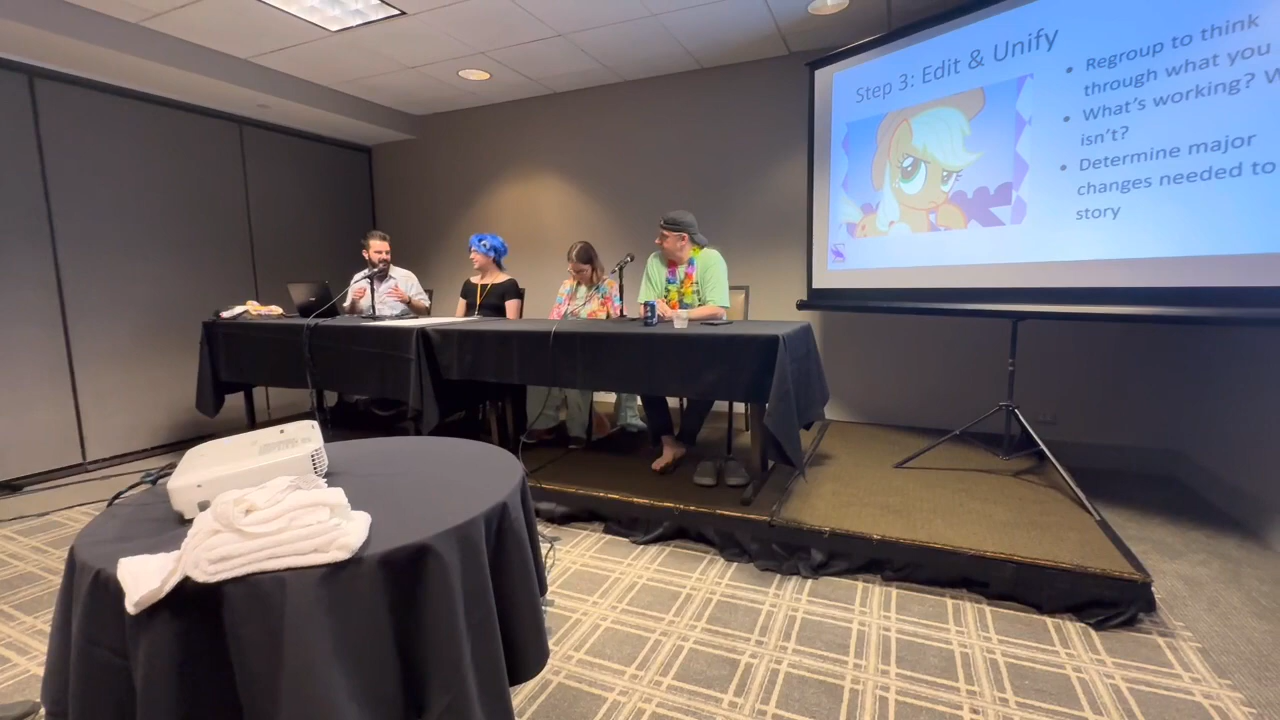 Step 3: Edit & Unify
• Regroup to think
through what you
• What's working? W
isn't?
• Determine major
changes needed to
story